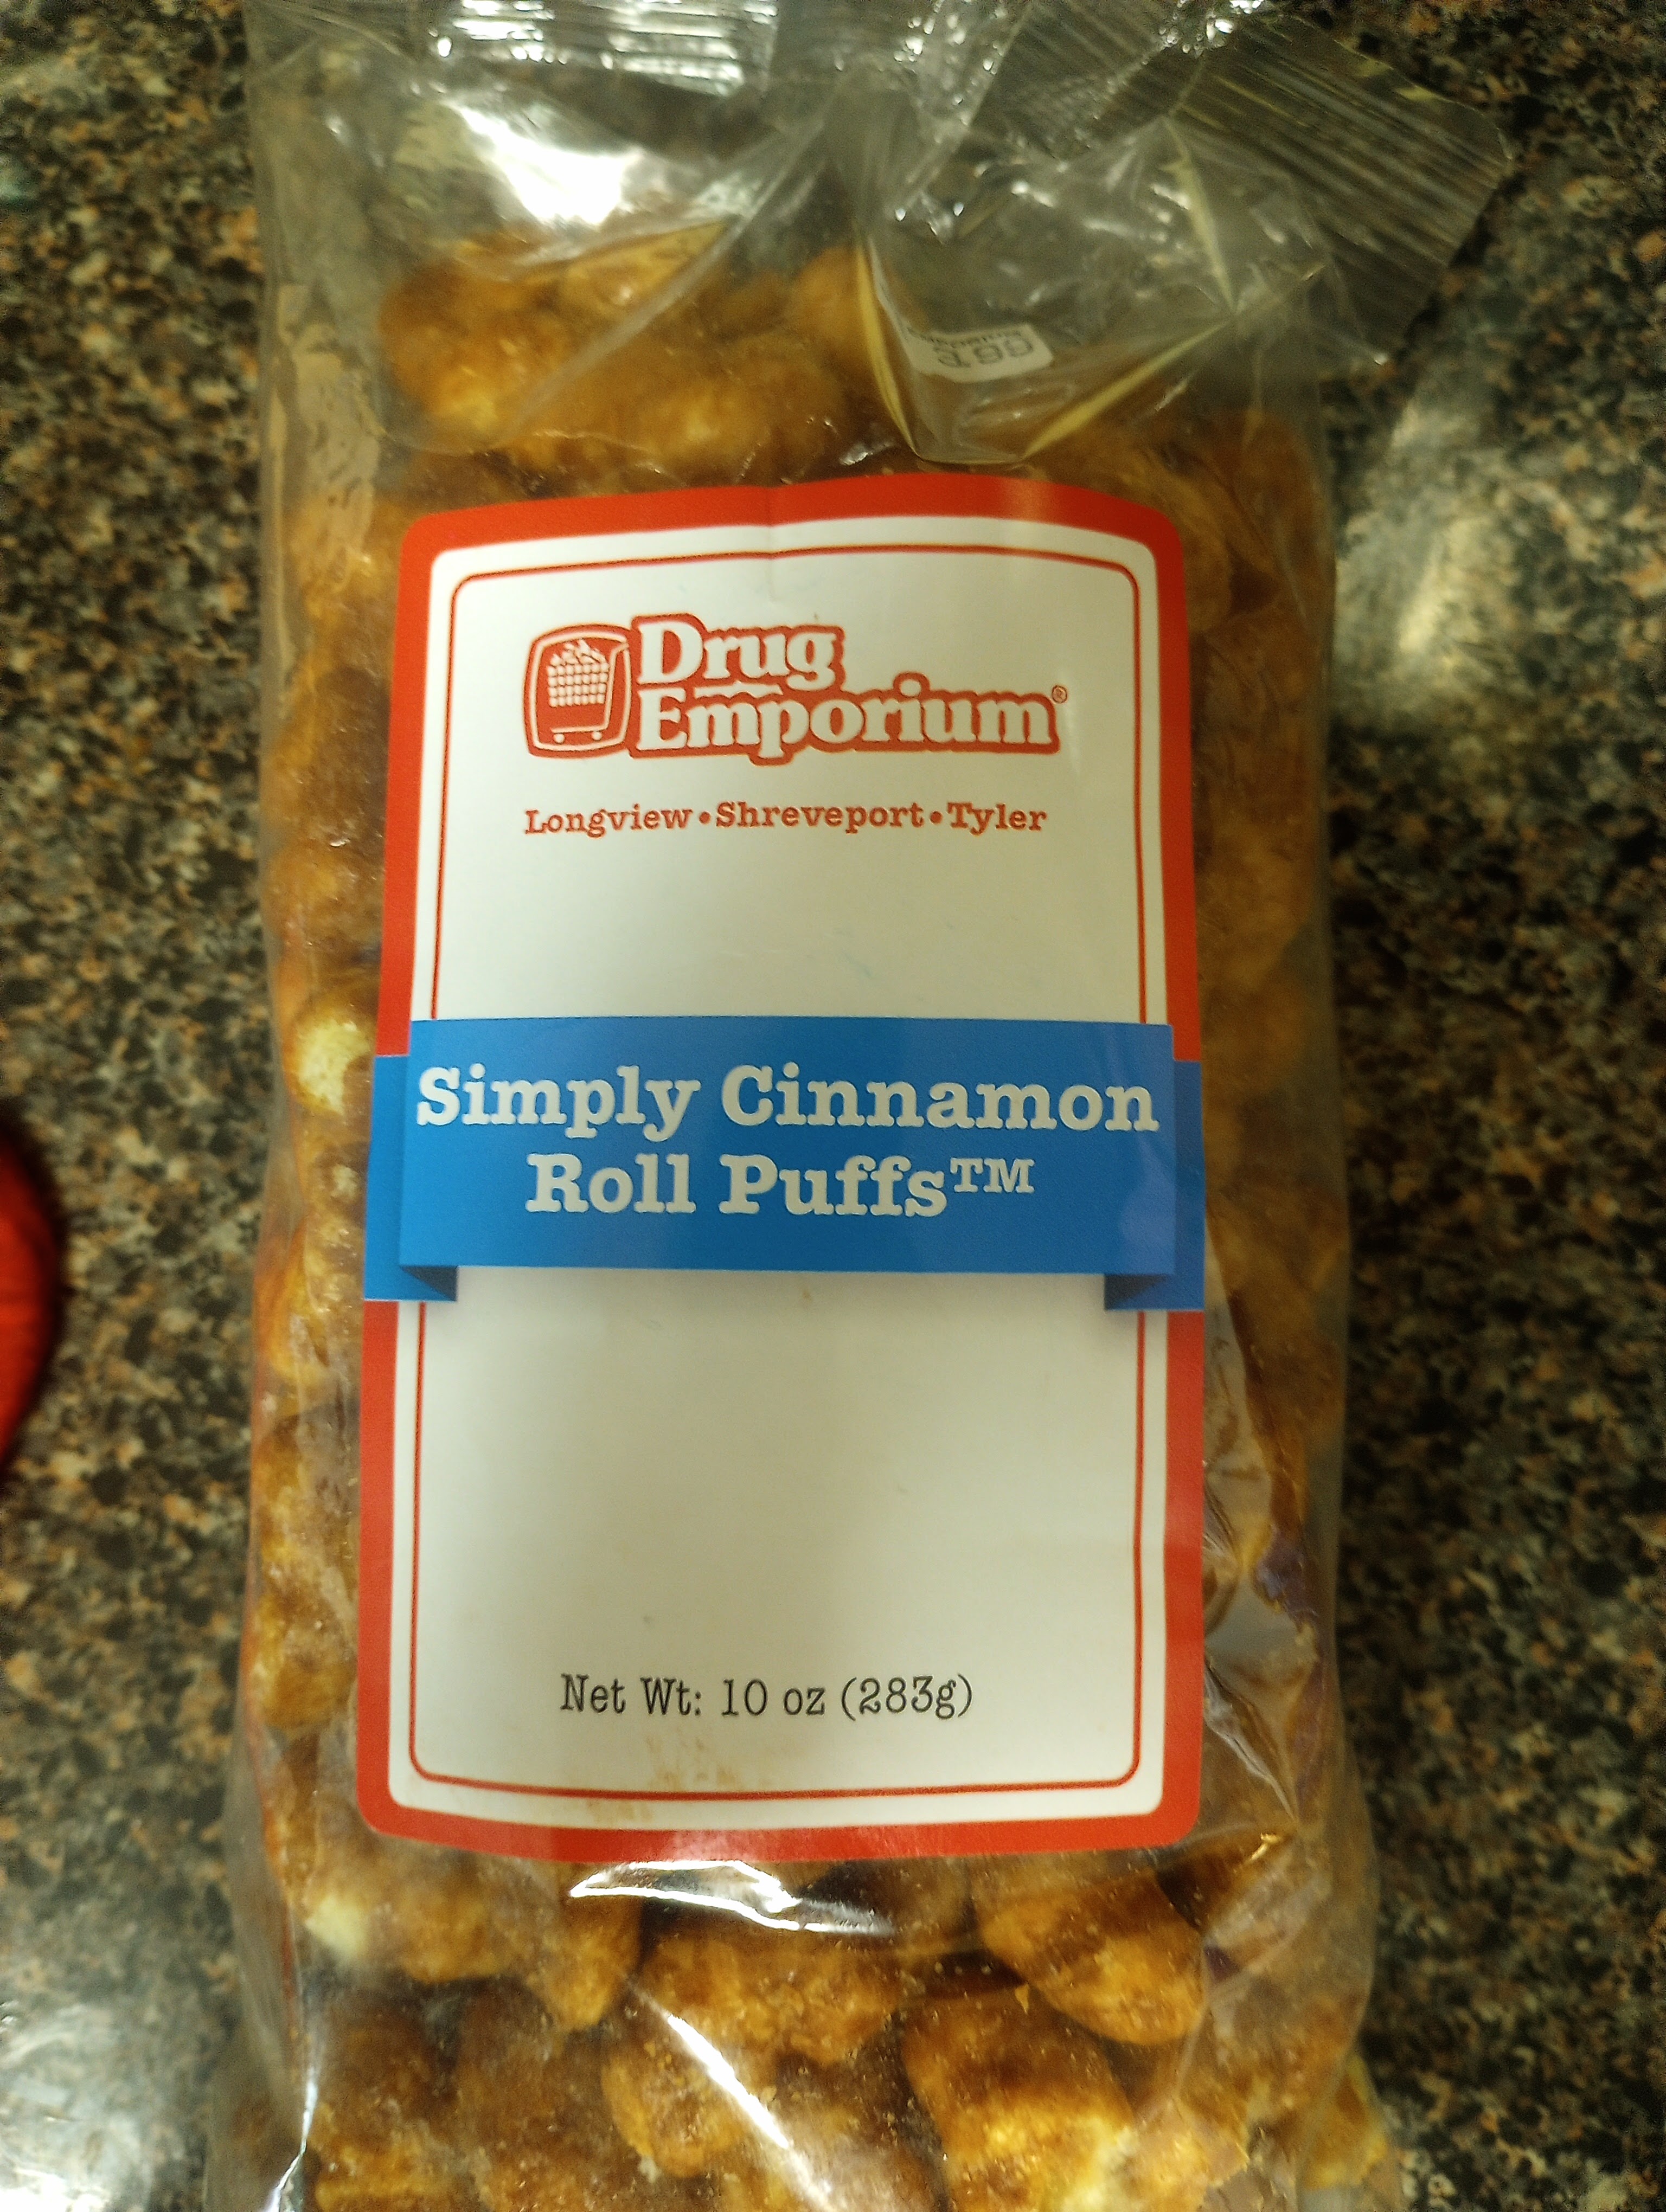 Drug
Emporium®
Longview • Shreveport • Tyler
Simply Cinnamon
Roll Puffs™
Net Wt: 10 oz (283g)